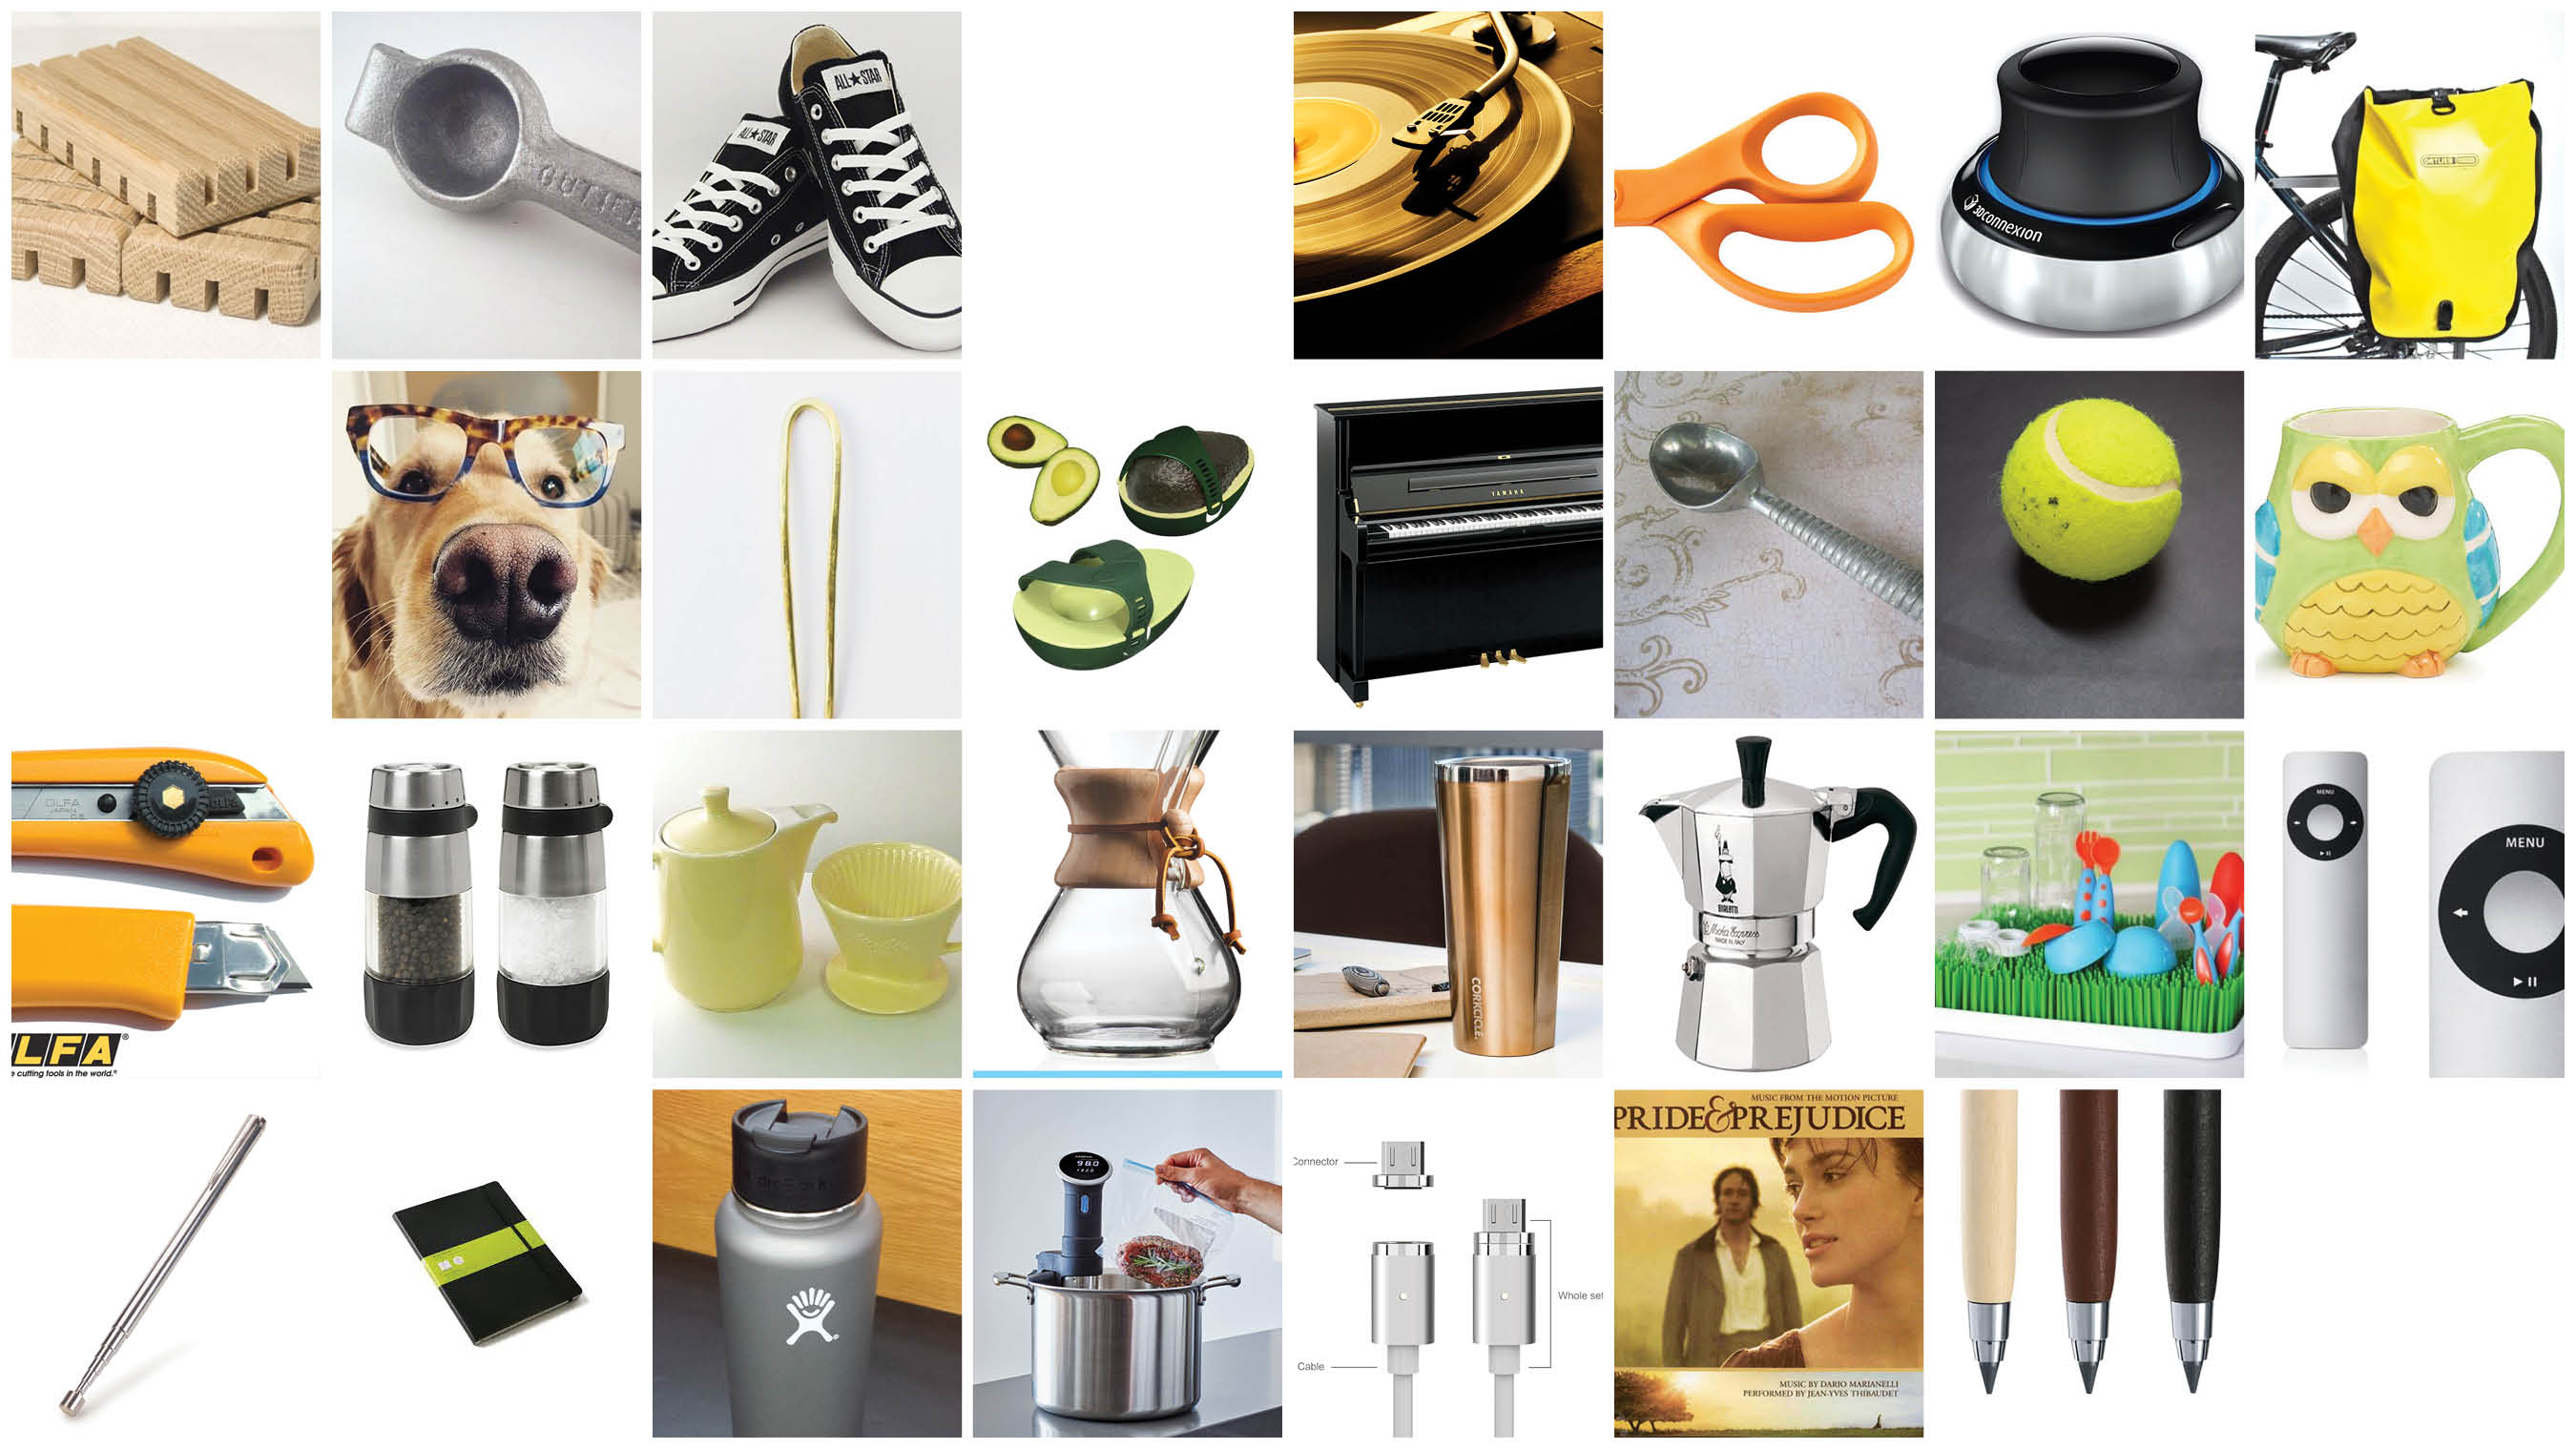 ALL★STAR
ALL★STAR
3Dconnexion
ORTLIEB
YAMAHA
OLFA
JAPAN
LFA®
e cutting tools in the world.®
CORKCICLE.
BIALETTI
Moka Express
MADE IN ITALY
MENU
MENU
98.0
Connector
Whole set
Cable
MUSIC FROM THE MOTION PICTURE
PRIDE & PREJUDICE
MUSIC BY DARIO MARIANELLI
PERFORMED BY JEAN-YVES THIBAUDET